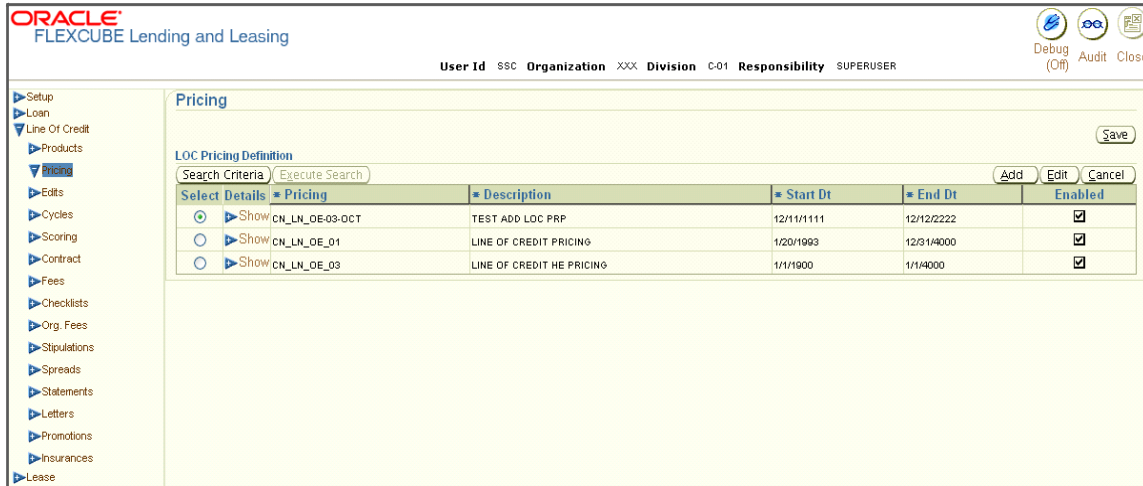 ORACLE
FLEXCUBE Lending and Leasing
Debug (Off) Audit Close
User Id SSC Organization XXX Division C-01 Responsibility SUPERUSER
Setup
Loan
Line Of Credit
Products
Pricing
Edits
Cycles
Scoring
Contract
Fees
Checklists
Org. Fees
Stipulations
Spreads
Statements
Letters
Promotions
Insurances
Lease
Pricing
Save
LOC Pricing Definition
Search Criteria Execute Search Add Edit Cancel
Select Details * Pricing * Description * Start Dt * End Dt Enabled
Show CN_LN_OE-03-OCT TEST ADD LOC PRP 12/11/1111 12/12/2222
Show CN_LN_OE_01 LINE OF CREDIT PRICING 1/20/1993 12/31/4000
Show CN_LN_OE_03 LINE OF CREDIT HE PRICING 1/1/1900 1/1/4000